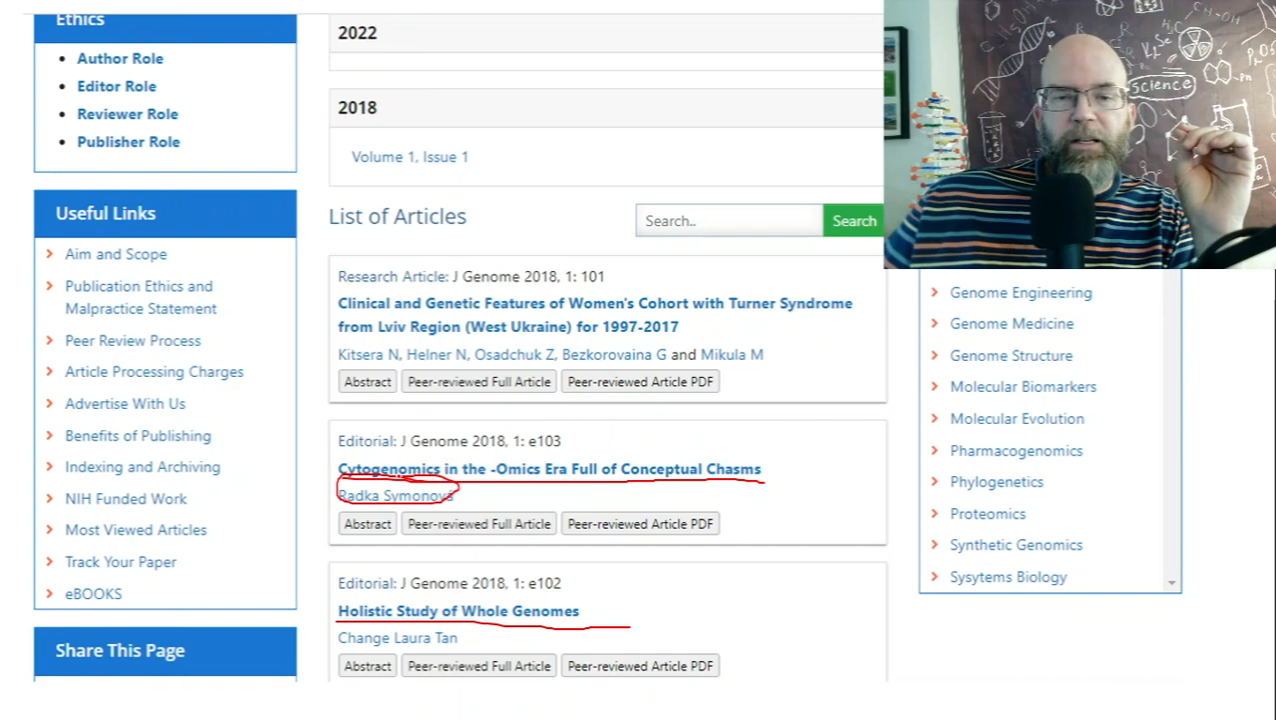 Ethics
Author Role
Editor Role
Reviewer Role
Publisher Role
Useful Links
Aim and Scope
Publication Ethics and
Malpractice Statement
Peer Review Process
Article Processing Charges
Advertise With Us
Benefits of Publishing
Indexing and Archiving
NIH Funded Work
Most Viewed Articles
Track Your Paper
eBOOKS
Share This Page
2022
2018
Volume 1, Issue 1
List of Articles
Search..
Search
Research Article: J Genome 2018, 1: 101
Clinical and Genetic Features of Women's Cohort with Turner Syndrome
from Lviv Region (West Ukraine) for 1997-2017
Kitsera N, Helner N, Osadchuk Z, Bezkorovaina G and Mikula M
Abstract
Peer-reviewed Full Article
Peer-reviewed Article PDF
Editorial: J Genome 2018, 1: e103
Cytogenomics in the -Omics Era Full of Conceptual Chasms
Radka Symonová
Abstract
Peer-reviewed Full Article
Peer-reviewed Article PDF
Editorial: J Genome 2018, 1: e102
Holistic Study of Whole Genomes
Change Laura Tan
Abstract
Peer-reviewed Full Article
Peer-reviewed Article PDF
science
Genome Engineering
Genome Medicine
Genome Structure
Molecular Biomarkers
Molecular Evolution
Pharmacogenomics
Phylogenetics
Proteomics
Synthetic Genomics
Sysytems Biology